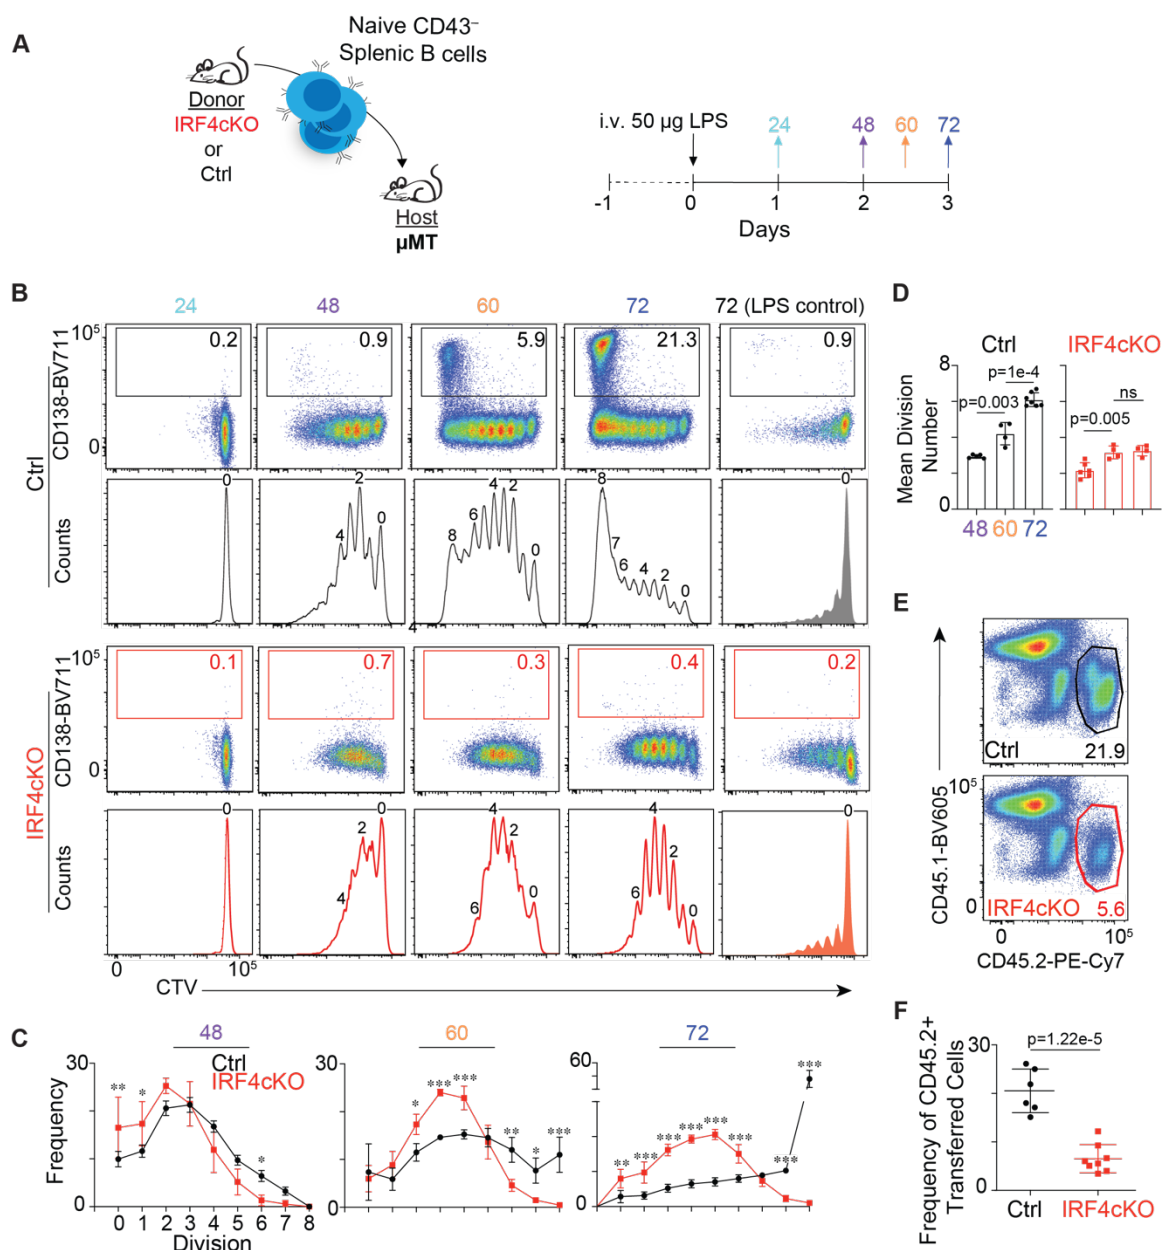 A
Naive CD43⁻
Splenic B cells
Donor
IRF4cKO
or
Ctrl
Host
µMT
i.v. 50 µg LPS
24
48
60
72
-1
0
1
2
3
Days
B
24
48
60
72
72 (LPS control)
Ctrl
CD138-BV711
10⁵
0
0.2
0.9
5.9
21.3
0.9
Counts
0
4
2
0
8
6
4
2
0
8
7
6
4
2
0
0
4
IRF4cKO
CD138-BV711
10⁵
0
0.1
0.7
0.3
0.4
0.2
Counts
0
4
2
0
6
4
2
0
6
4
2
0
0
0
10⁵
CTV
C
48
Ctrl
IRF4cKO
Frequency
30
0
** *
*
0 1 2 3 4 5 6 7 8
Division
60
30
0
* *** *** ** * ***
72
60
0
** *** *** *** *** *** *** ***
D
Ctrl
IRF4cKO
Mean Division
Number
8
0
p=0.003
p=1e-4
p=0.005
ns
48 60 72
E
Ctrl
21.9
10⁵
0
IRF4cKO
5.6
0
10⁵
CD45.1-BV605
CD45.2-PE-Cy7
F
Frequency of CD45.2+
Transferred Cells
30
0
p=1.22e-5
Ctrl
IRF4cKO